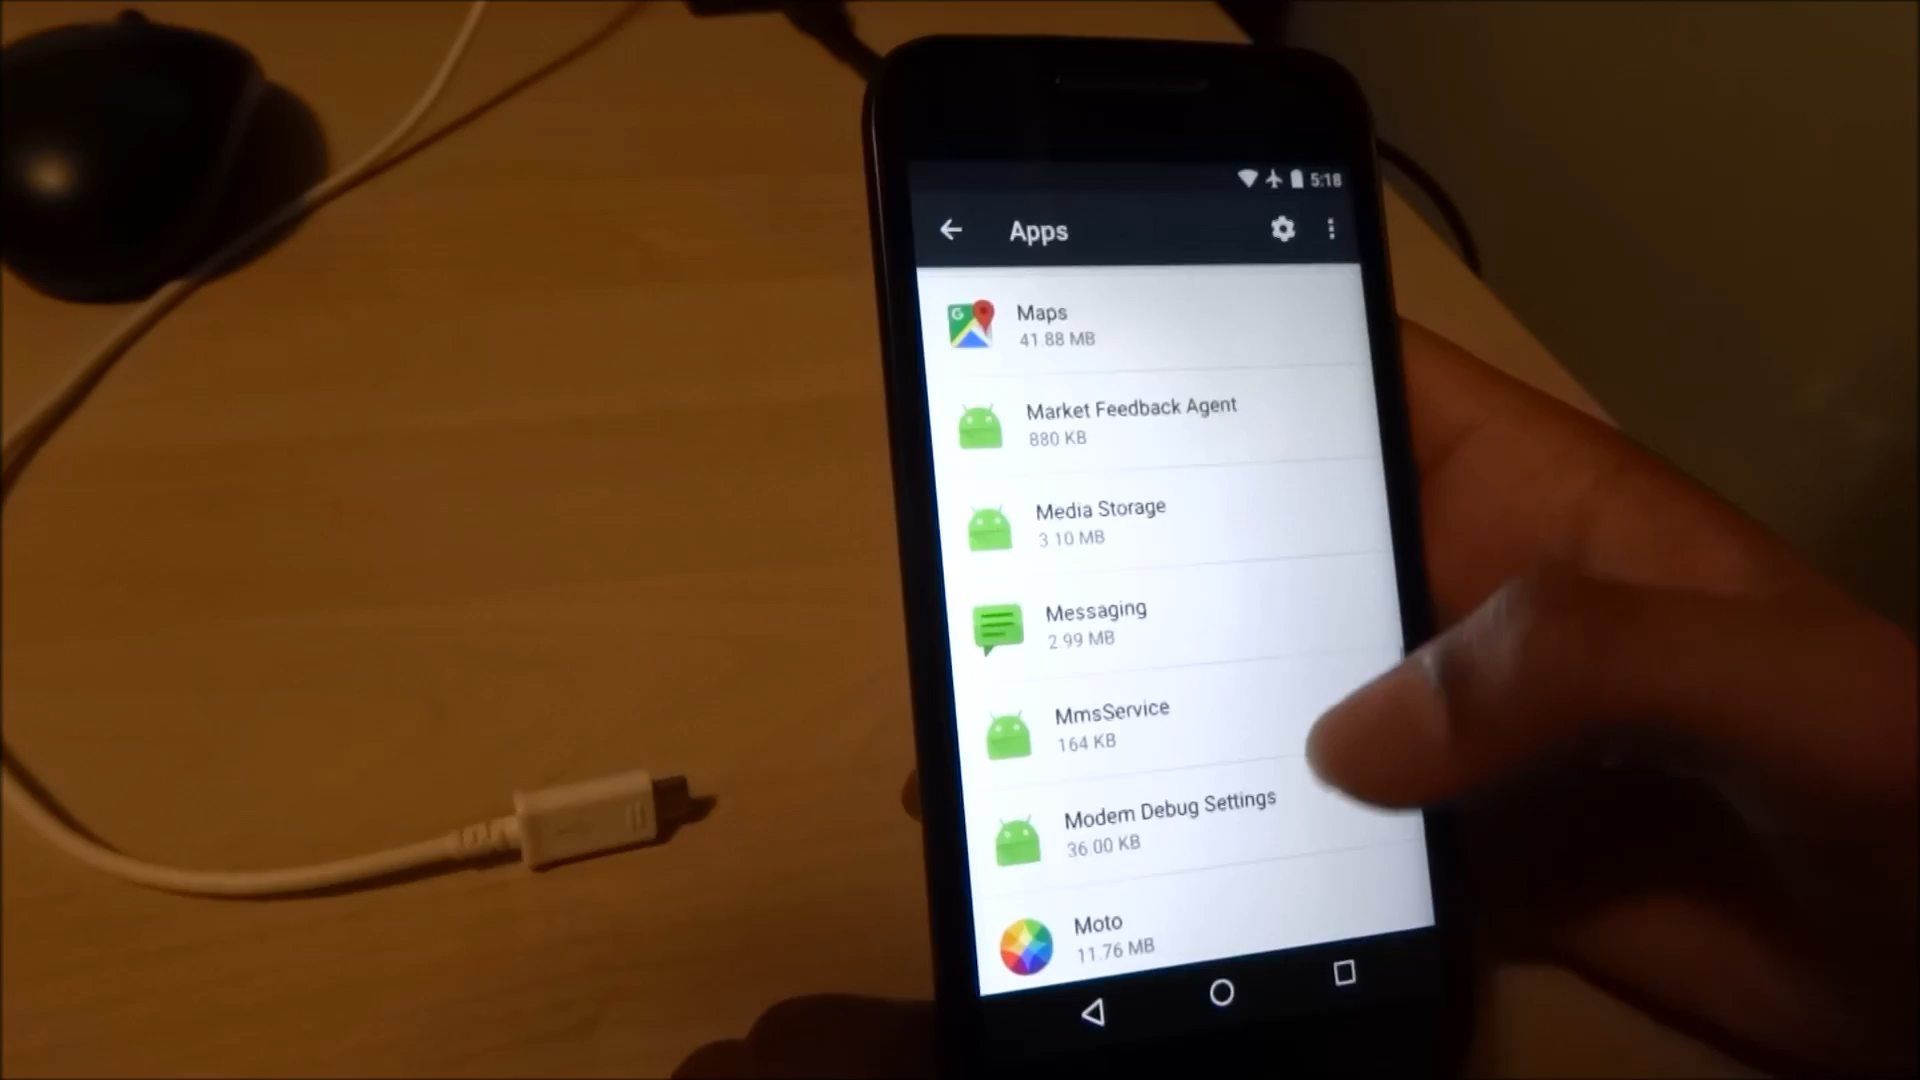 5:18
Apps
Maps
41.88 MB
Market Feedback Agent
880 KB
Media Storage
3.10 MB
Messaging
2.99 MB
MmsService
164 KB
Modem Debug Settings
36.00 KB
Moto
11.76 MB